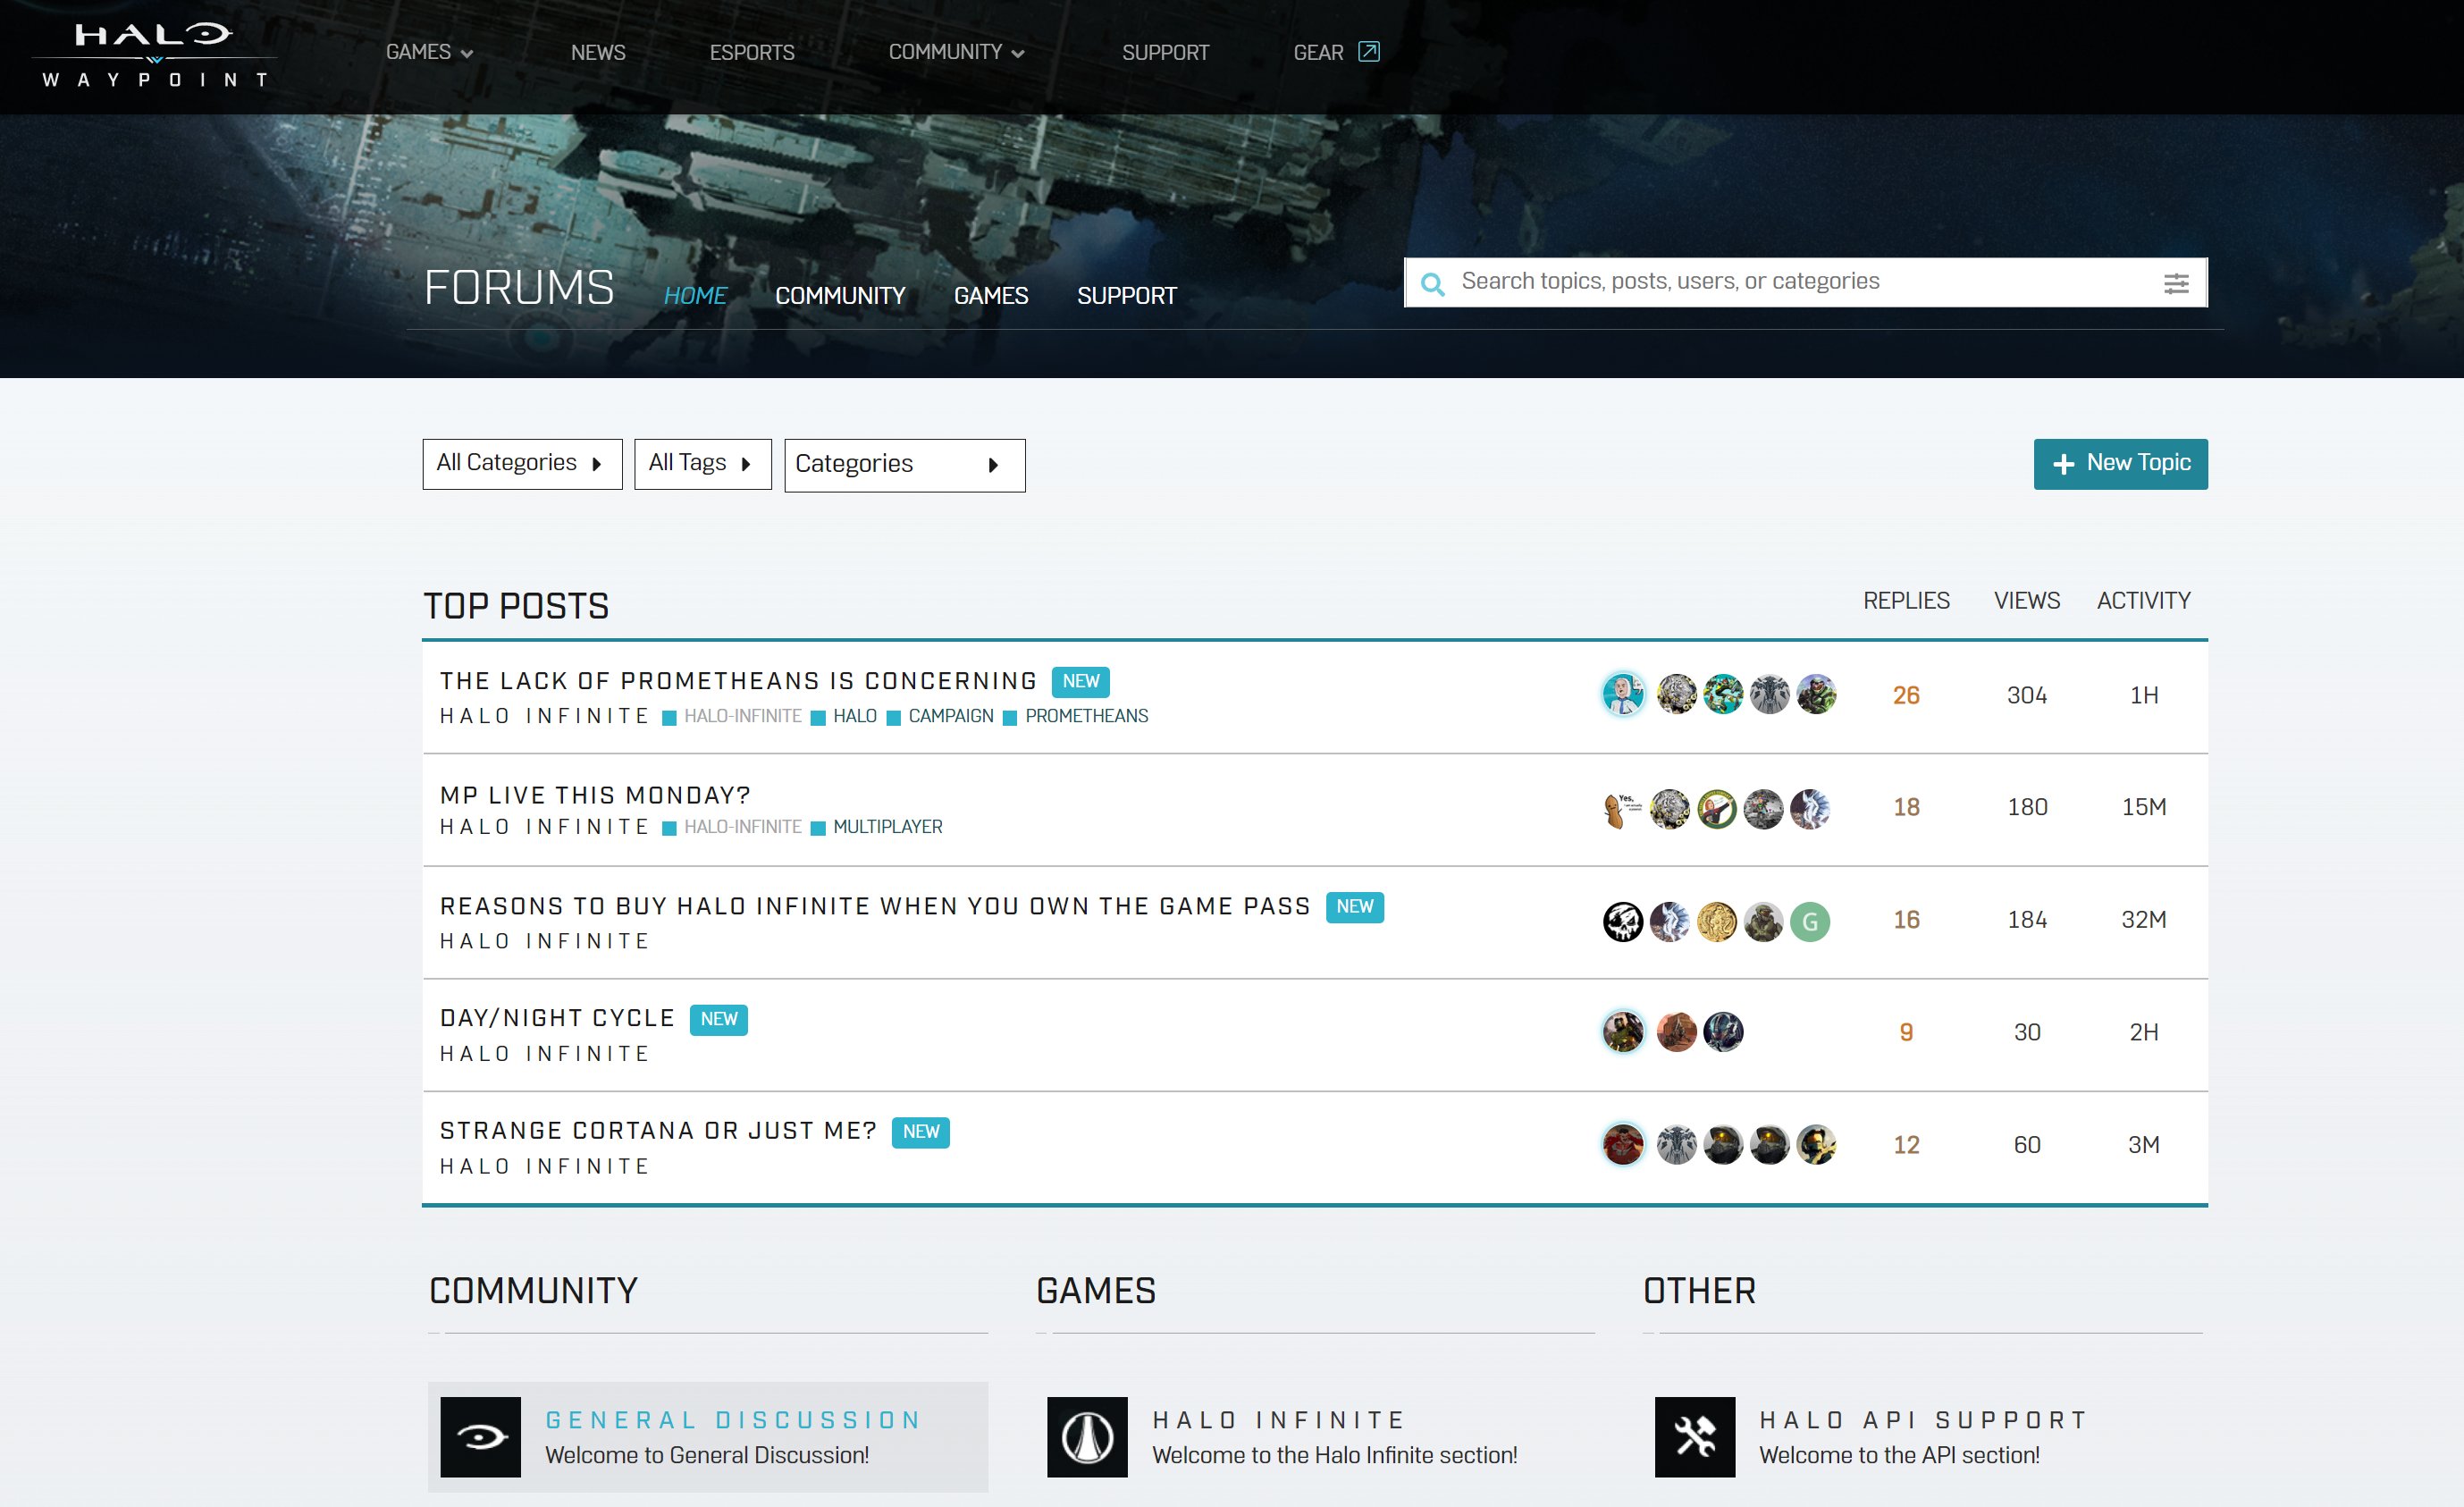 HALO
WAYPOINT
GAMES
NEWS
ESPORTS
COMMUNITY
SUPPORT
GEAR
FORUMS
HOME
COMMUNITY
GAMES
SUPPORT
Search topics, posts, users, or categories
All Categories
All Tags
Categories
New Topic
TOP POSTS
REPLIES
VIEWS
ACTIVITY
THE LACK OF PROMETHEANS IS CONCERNING NEW
HALO INFINITE HALO-INFINITE HALO CAMPAIGN PROMETHEANS
26
304
1H
MP LIVE THIS MONDAY?
HALO INFINITE HALO-INFINITE MULTIPLAYER
Yes,
18
180
15M
REASONS TO BUY HALO INFINITE WHEN YOU OWN THE GAME PASS NEW
HALO INFINITE
G
16
184
32M
DAY/NIGHT CYCLE NEW
HALO INFINITE
9
30
2H
STRANGE CORTANA OR JUST ME? NEW
HALO INFINITE
12
60
3M
COMMUNITY
GAMES
OTHER
GENERAL DISCUSSION
Welcome to General Discussion!
HALO INFINITE
Welcome to the Halo Infinite section!
HALO API SUPPORT
Welcome to the API section!